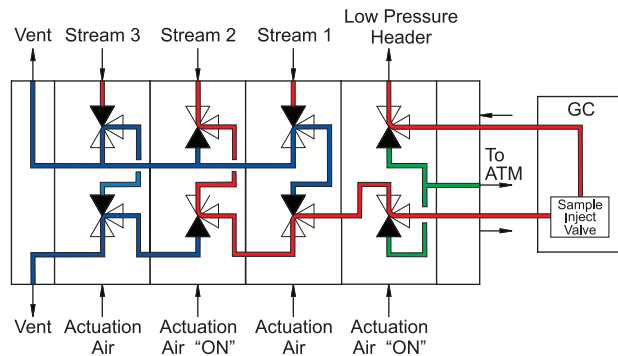 Vent
Stream 3
Stream 2
Stream 1
Low Pressure
Header
GC
To
ATM
Sample
Inject
Valve
Vent
Actuation
Air
Actuation
Air "ON"
Actuation
Air
Actuation
Air "ON"